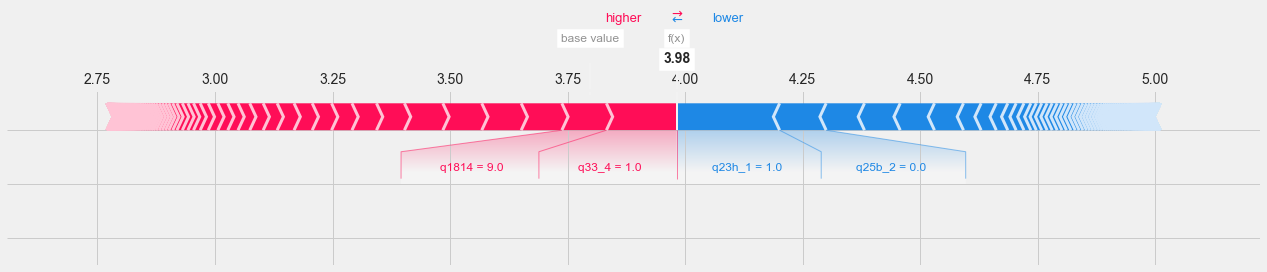 higher ⇄ lower
base value f(x)
3.98
2.75 3.00 3.25 3.50 3.75 4.00 4.25 4.50 4.75 5.00
q1814 = 9.0 q33_4 = 1.0 q23h_1 = 1.0 q25b_2 = 0.0